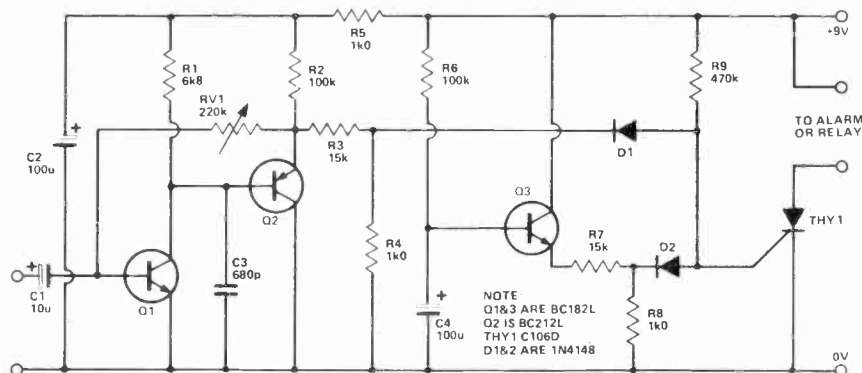 R5
1k0
+9V
R1
6k8
R2
100k
R6
100k
R9
470k
RV1
220k
TO ALARM
OR RELAY
R3
15k
D1
C2
100u
+
Q2
Q3
THY 1
R4
1k0
C3
680p
R7
15k
D2
+
C1
10u
Q1
+
C4
100u
NOTE
Q1&3 ARE BC182L
Q2 IS BC212L
THY1 C106D
D1&2 ARE 1N4148
R8
1k0
0V